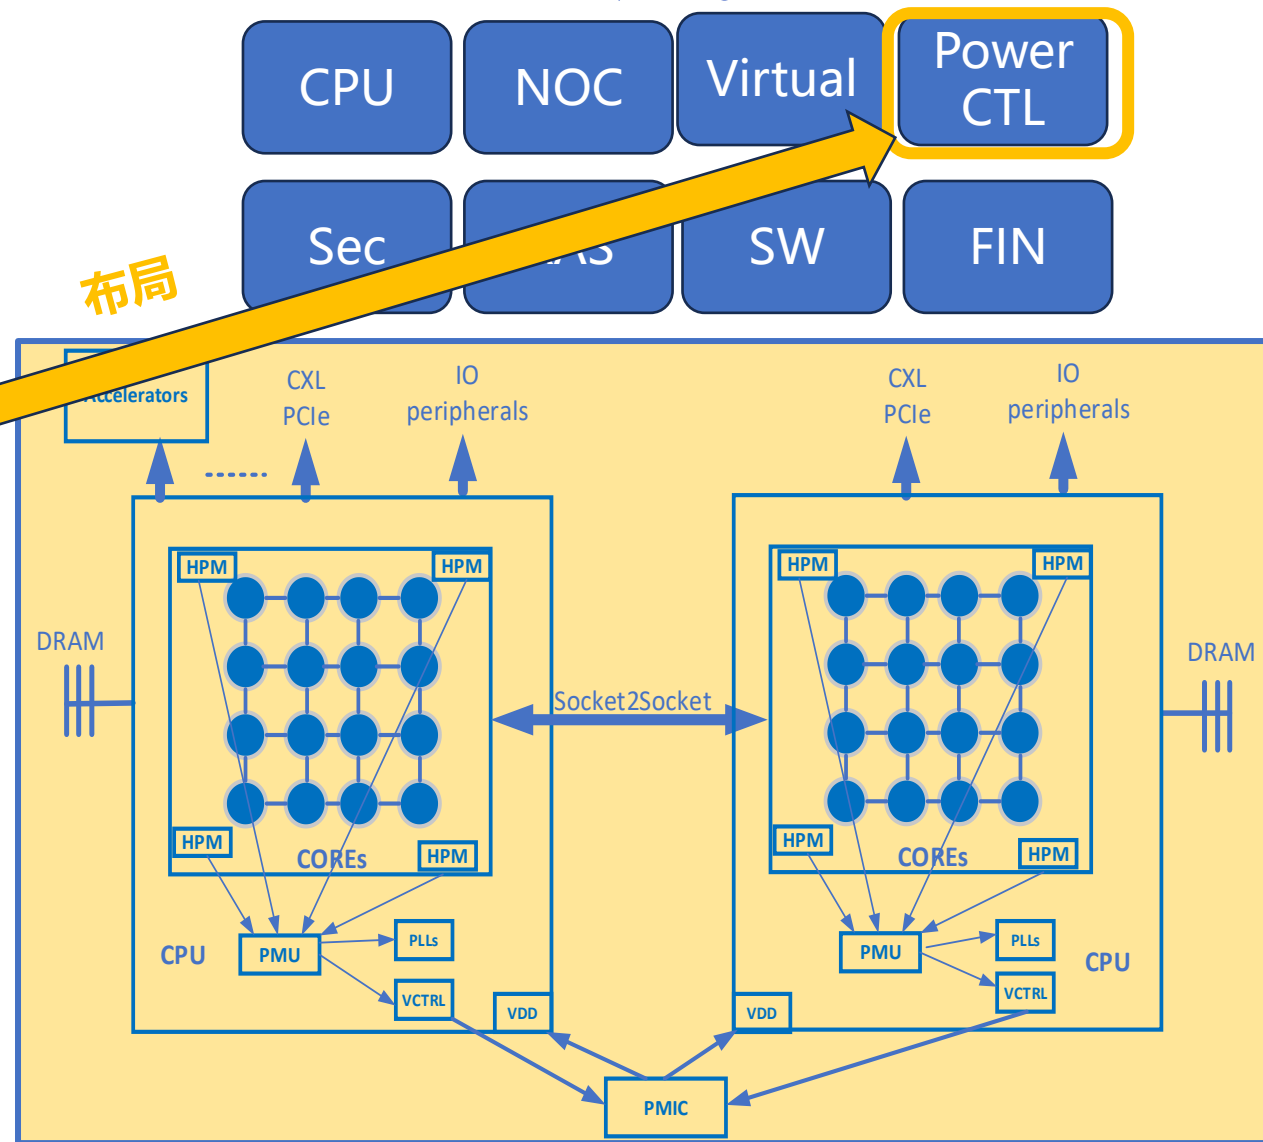 CPU
NOC
Virtual
Power
CTL
Sec
SW
FIN
布局
Accelerators
CXL
PCIe
IO
peripherals
CXL
PCIe
IO
peripherals
HPM
HPM
HPM
HPM
DRAM
DRAM
Socket2Socket
HPM
COREs
HPM
HPM
COREs
HPM
CPU
PMU
PLLs
VCTRL
VDD
PMU
PLLs
CPU
VCTRL
VDD
PMIC